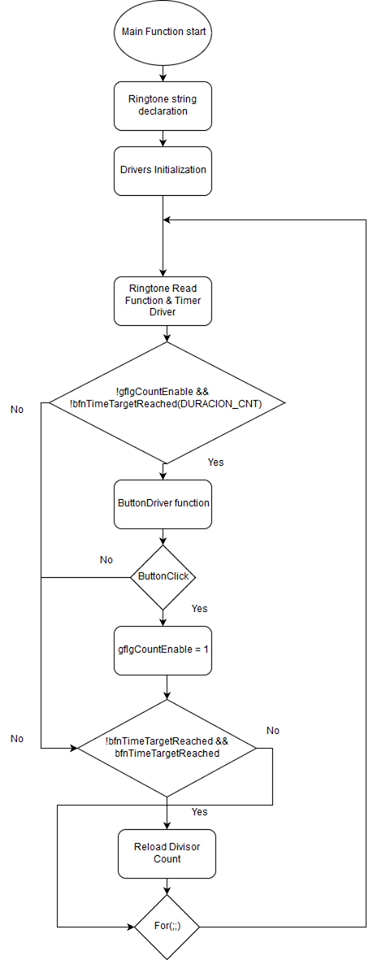 Main Function start
Ringtone string
declaration
Drivers Initialization
Ringtone Read
Function & Timer
Driver
!gflgCountEnable &&
!bfnTimeTargetReached(DURACION_CNT)
No
Yes
ButtonDriver function
No
ButtonClick
Yes
gflgCountEnable = 1
No
!bfnTimeTargetReached &&
bfnTimeTargetReached
No
Yes
Reload Divisor
Count
For(;;)